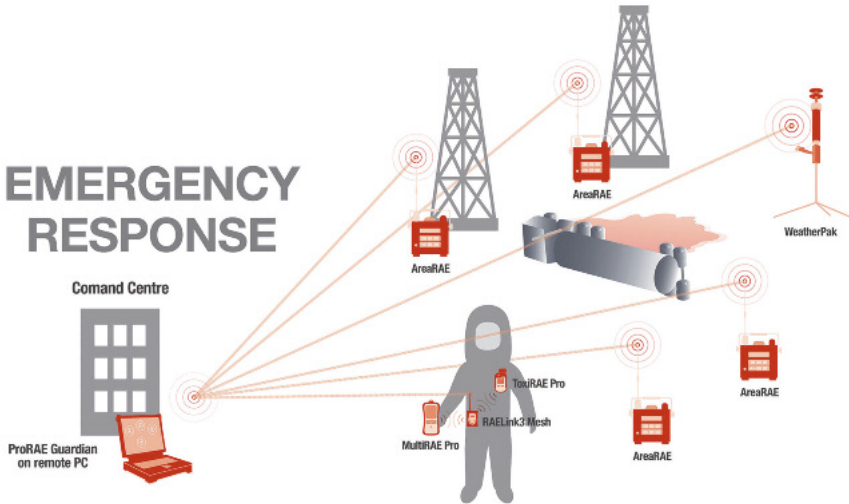 EMERGENCY
RESPONSE
Comand Centre
ProRAE Guardian
on remote PC
AreaRAE
AreaRAE
WeatherPak
ToxiRAE Pro
RAELink3 Mesh
MultiRAE Pro
AreaRAE
AreaRAE